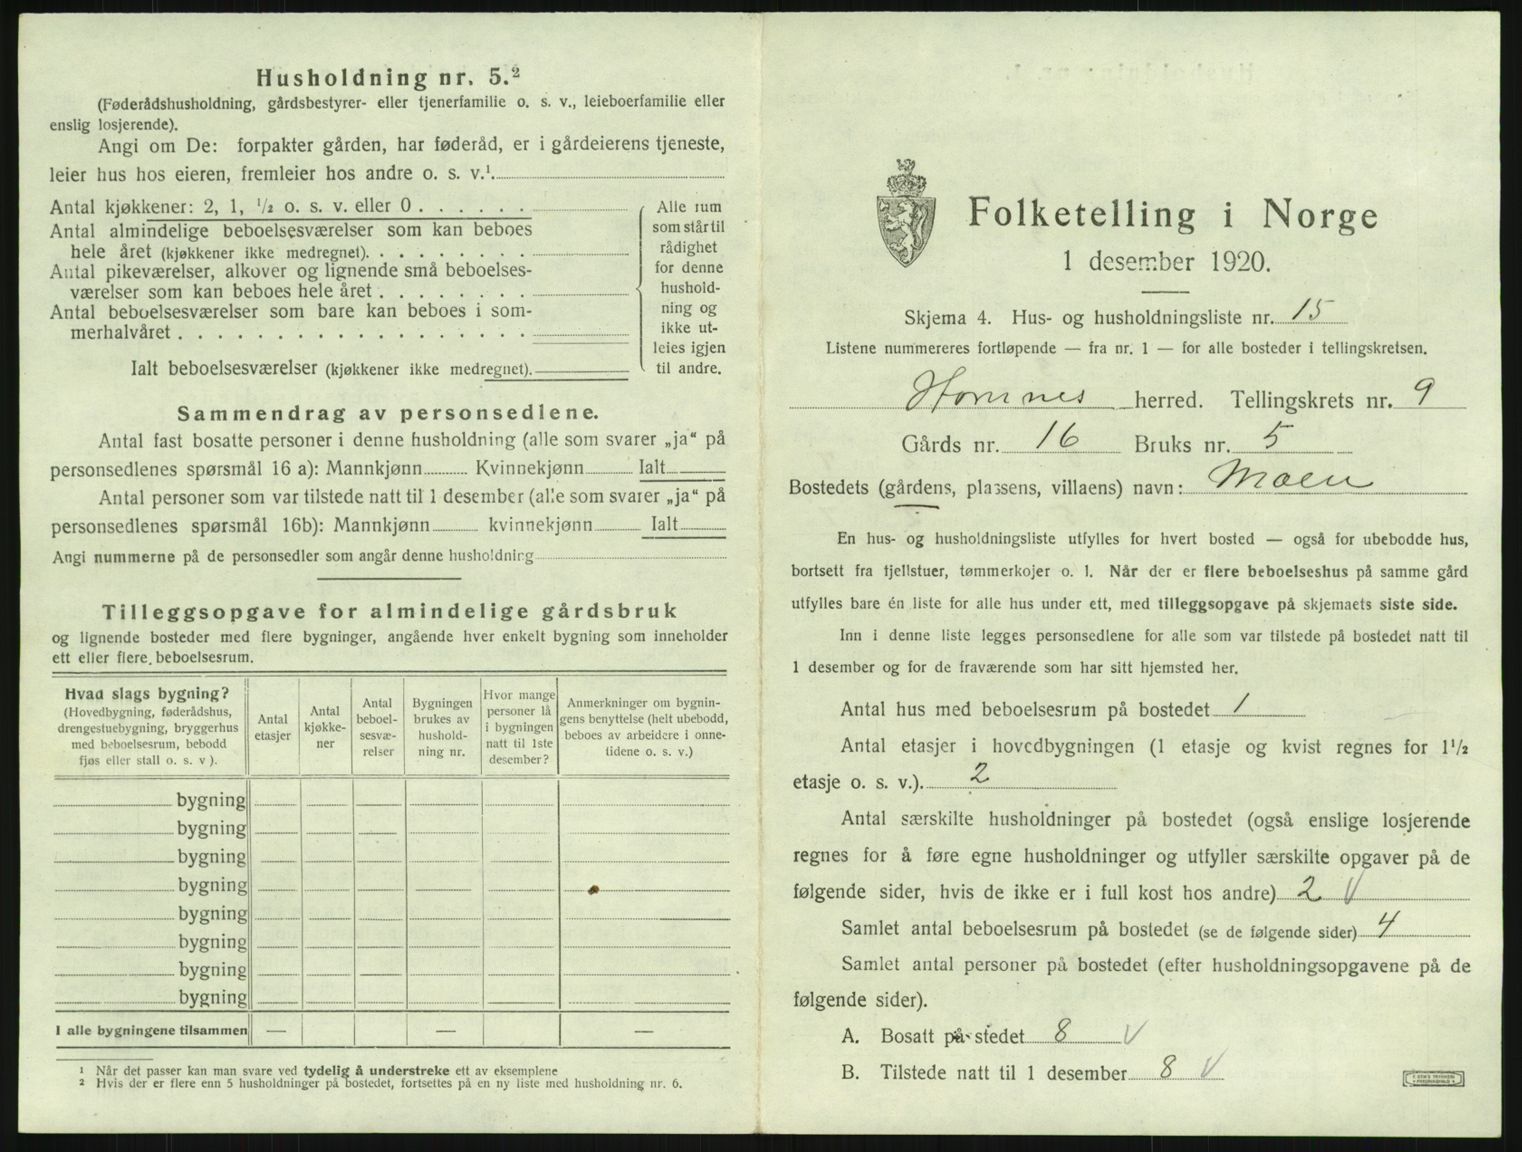 Husholdning nr. 5.²
(Føderådshusholdning, gårdsbestyrer- eller tjenerfamilie o. s. v., leieboerfamilie eller
enslig losjerende).
Angi om De: forpakter gården, har føderåd, er i gårdeierens tjeneste,
leier hus hos eieren, fremleier hos andre o. s. v.¹.
Antal kjøkkener: 2, 1, ½ o. s. v. eller 0 . . . . . .
Antal almindelige beboelsesværelser som kan beboes
hele året (kjøkkener ikke medregnet). . . . . . . . .
Antal pikeværelser, alkover og lignende små beboelses-
værelser som kan beboes hele året . . . . . . . .
Antal beboelsesværelser som bare kan beboes i som-
merhalvåret . . . . . . . . . . . . . . . . . .
Ialt beboelsesværelser (kjøkkener ikke medregnet).
Alle rum
som står til
rådighet
for denne
hushold-
ning og
ikke ut-
leies igjen
til andre.
Sammendrag av personsedlene.
Antal fast bosatte personer i denne husholdning (alle som svarer „ja“ på
personsedlenes spørsmål 16 a): Mannkjønn Kvinnekjønn Ialt
Antal personer som var tilstede natt til 1 desember (alle som svarer „ja“ på
personsedlenes spørsmål 16b): Mannkjønn kvinnekjønn Ialt
Angi nummerne på de personsedler som angår denne husholdning
Tilleggsopgave for almindelige gårdsbruk
og lignende bosteder med flere bygninger, angående hver enkelt bygning som inneholder
ett eller flere beboelsesrum.
Hvad slags bygning?
(Hovedbygning, føderådshus,
drengestuebygning, bryggerhus
med beboelsesrum, bebodd
fjøs eller stall o. s. v ).
Antal
etasjer
Antal
kjøkke-
ner
Antal
beboel-
sesvæ-
relser
Bygningen
brukes av
hushold-
ning nr.
Hvor mange
personer lå
i bygningen
natt til 1ste
desember?
Anmerkninger om bygnin-
gens benyttelse (helt ubebodd,
beboes av arbeidere i onne-
tidene o. s. v.)
bygning
bygning
bygning
bygning
bygning
bygning
bygning
bygning
I alle bygningene tilsammen — — —
¹ Når det passer kan man svare ved tydelig å understreke ett av eksemplene
² Hvis der er flere enn 5 husholdninger på bostedet, fortsettes på en ny liste med husholdning nr. 6.
Folketelling i Norge
1 desember 1920.
Skjema 4. Hus- og husholdningsliste nr. 15
Listene nummereres fortløpende — fra nr. 1 — for alle bosteder i tellingskretsen.
Hornnes herred. Tellingskrets nr. 9
Gårds nr. 16 Bruks nr. 5
Bostedets (gårdens, plassens, villaens) navn: Moen
En hus- og husholdningsliste utfylles for hvert bosted — også for ubebodde hus,
bortsett fra fjellstuer, tømmerkojer o. l. Når der er flere beboelseshus på samme gård
utfylles bare én liste for alle hus under ett, med tilleggsopgave på skjemaets siste side.
Inn i denne liste legges personsedlene for alle som var tilstede på bostedet natt til
1 desember og for de fraværende som har sitt hjemsted her.
Antal hus med beboelsesrum på bostedet 1
Antal etasjer i hovedbygningen (1 etasje og kvist regnes for 1½
etasje o. s. v.). 2
Antal særskilte husholdninger på bostedet (også enslige losjerende
regnes for å føre egne husholdninger og utfyller særskilte opgaver på de
følgende sider, hvis de ikke er i full kost hos andre) 2 V
Samlet antal beboelsesrum på bostedet (se de følgende sider) 4
Samlet antal personer på bostedet (efter husholdningsopgavene på de
følgende sider).
A. Bosatt på stedet 8 V
B. Tilstede natt til 1 desember 8 V